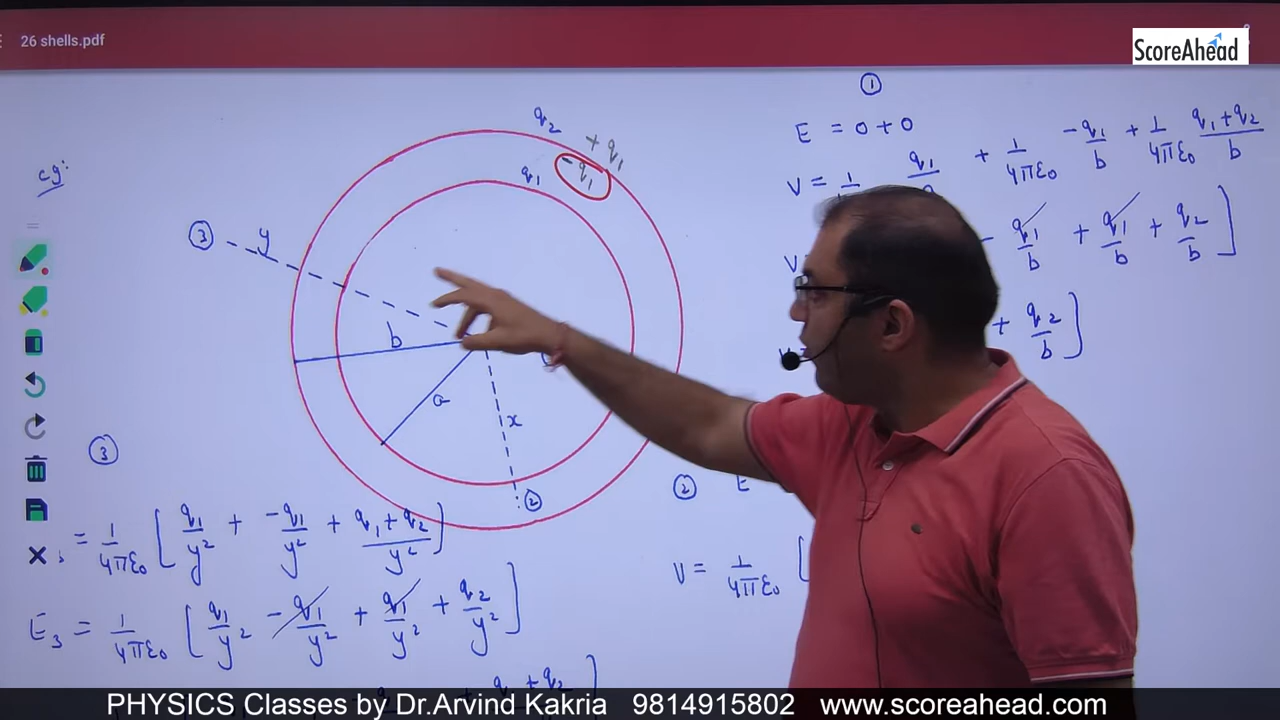 26 shells.pdf
ScoreAhead
eg:
q₂
+ q₁
- q₁
q₁
③ y
b
a
x
②
①
E = 0 + 0
V = 1 q₁ + 1/4πε₀ -q₁/b + 1/4πε₀ (q₁+q₂)/b
V - q₁/b + q₁/b + q₂/b ]
+ q₂/b ]
② E
V = 1/4πε₀ [
③
= 1/4πε₀ [ q₁/y² + -q₁/y² + (q₁+q₂)/y² ]
E₃ = 1/4πε₀ [ q₁/y² - q₁/y² + q₁/y² + q₂/y² ]
PHYSICS Classes by Dr.Arvind Kakria 9814915802 www.scoreahead.com